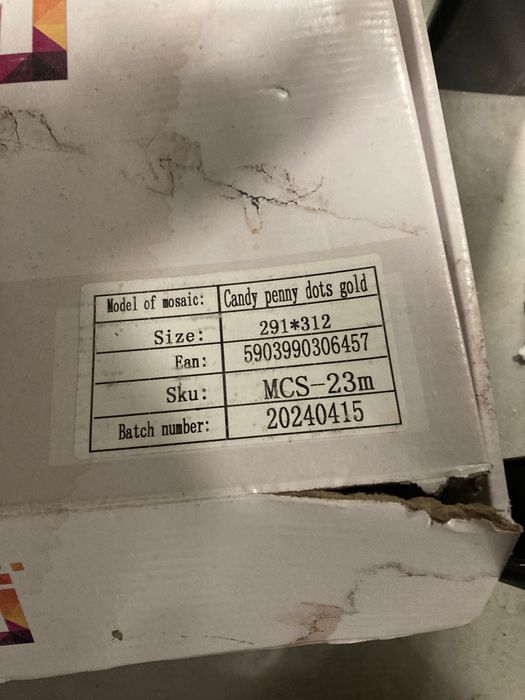 Model of mosaic: Candy penny dots gold
Size: 291*312
Ean: 5903990306457
Sku: MCS-23m
Batch number: 20240415